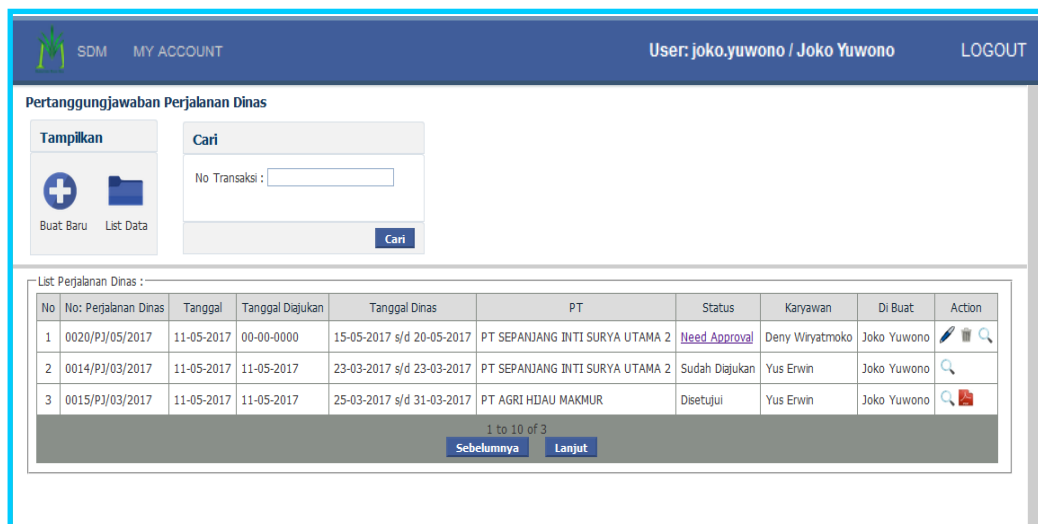 SDM MY ACCOUNT User: joko.yuwono / Joko Yuwono LOGOUT
Pertanggungjawaban Perjalanan Dinas
Tampilkan
Buat Baru List Data
Cari
No Transaksi :
Cari
List Perjalanan Dinas :
No No: Perjalanan Dinas Tanggal Tanggal Diajukan Tanggal Dinas PT Status Karyawan Di Buat Action
1 0020/PJ/05/2017 11-05-2017 00-00-0000 15-05-2017 s/d 20-05-2017 PT SEPANJANG INTI SURYA UTAMA 2 Need Approval Deny Wiryatmoko Joko Yuwono
2 0014/PJ/03/2017 11-05-2017 11-05-2017 23-03-2017 s/d 23-03-2017 PT SEPANJANG INTI SURYA UTAMA 2 Sudah Diajukan Yus Erwin Joko Yuwono
3 0015/PJ/03/2017 11-05-2017 11-05-2017 25-03-2017 s/d 31-03-2017 PT AGRI HIJAU MAKMUR Disetujui Yus Erwin Joko Yuwono
1 to 10 of 3
Sebelumnya Lanjut